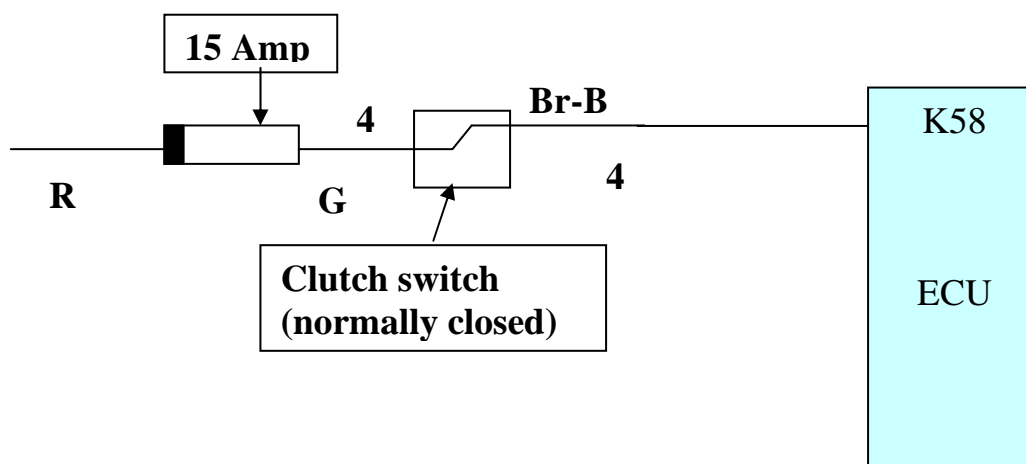 15 Amp
Br-B
4
K58
R
G
4
Clutch switch
(normally closed)
ECU